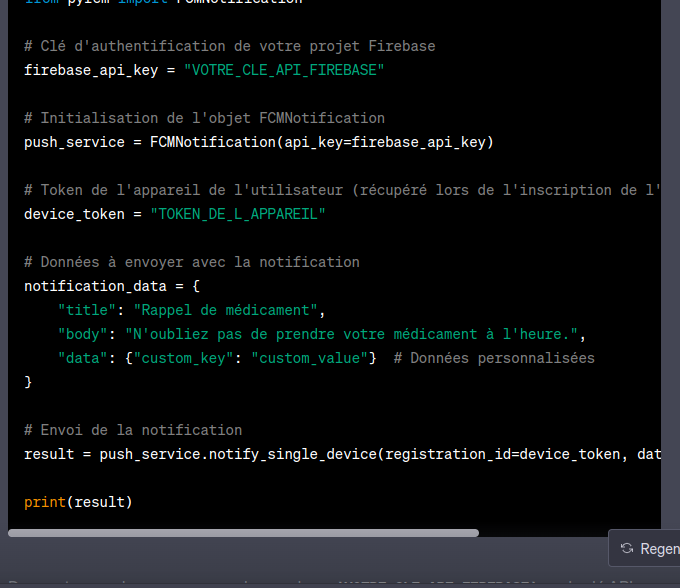 from pyfcm import FCMNotification
# Clé d'authentification de votre projet Firebase
firebase_api_key = "VOTRE_CLE_API_FIREBASE"
# Initialisation de l'objet FCMNotification
push_service = FCMNotification(api_key=firebase_api_key)
# Token de l'appareil de l'utilisateur (récupéré lors de l'inscription de l'
device_token = "TOKEN_DE_L_APPAREIL"
# Données à envoyer avec la notification
notification_data = {
    "title": "Rappel de médicament",
    "body": "N'oubliez pas de prendre votre médicament à l'heure.",
    "data": {"custom_key": "custom_value"}  # Données personnalisées
}
# Envoi de la notification
result = push_service.notify_single_device(registration_id=device_token, dat
print(result)
Regen